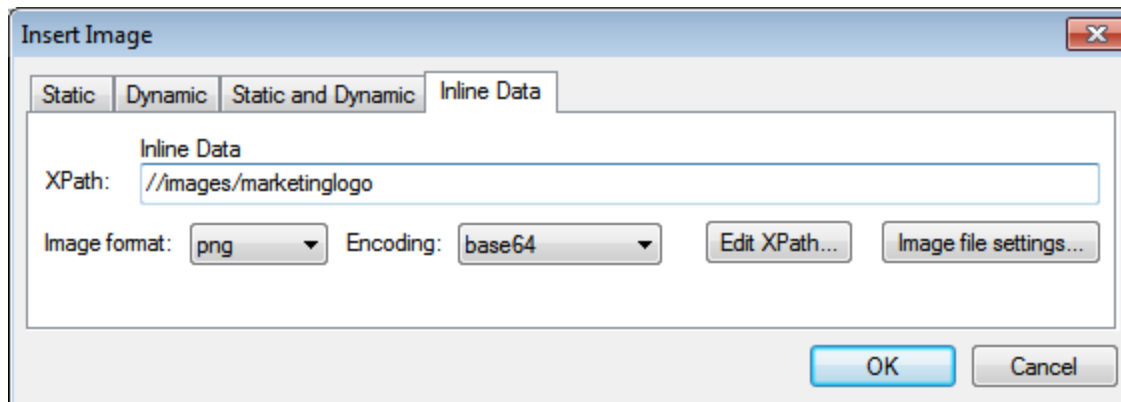 Insert Image
Static Dynamic Static and Dynamic Inline Data
Inline Data
XPath: //images/marketinglogo
Image format: png Encoding: base64 Edit XPath... Image file settings...
OK Cancel